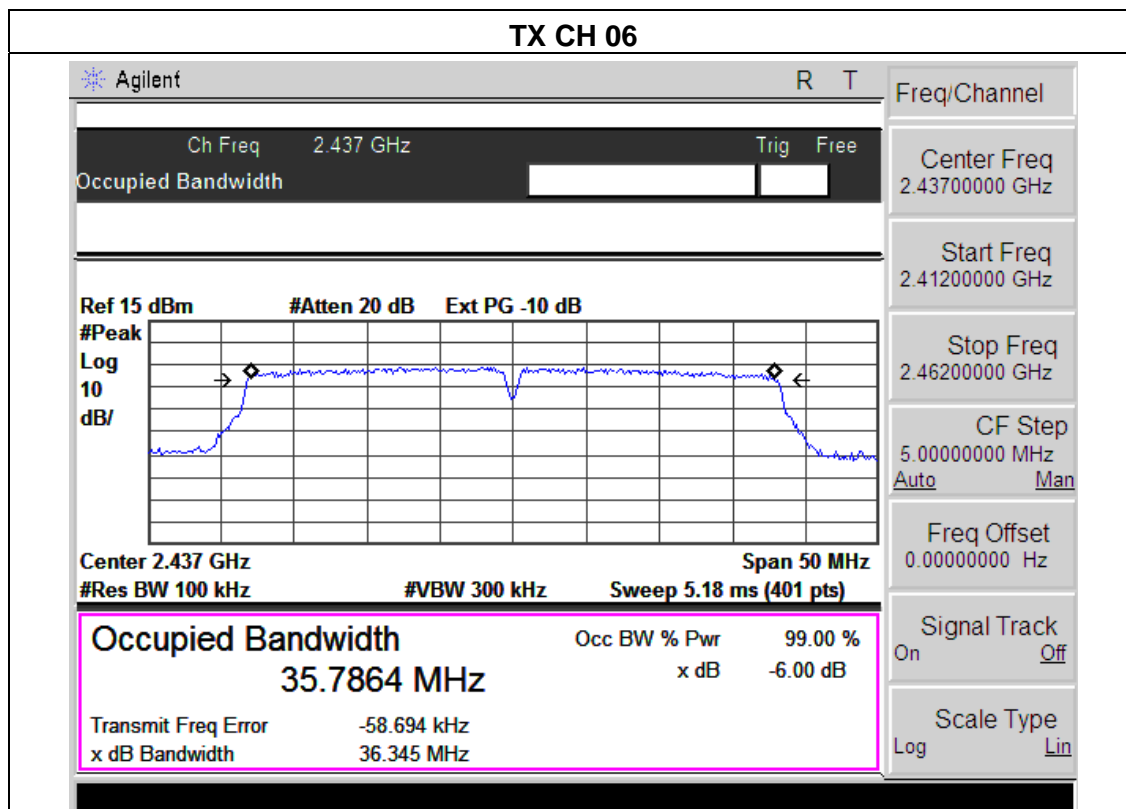 TX CH 06
Agilent R T
Ch Freq 2.437 GHz Trig Free
Occupied Bandwidth
Ref 15 dBm #Atten 20 dB Ext PG -10 dB
#Peak
Log
10
dB/
Center 2.437 GHz Span 50 MHz
#Res BW 100 kHz #VBW 300 kHz Sweep 5.18 ms (401 pts)
Occupied Bandwidth Occ BW % Pwr 99.00 %
35.7864 MHz x dB -6.00 dB
Transmit Freq Error -58.694 kHz
x dB Bandwidth 36.345 MHz
Freq/Channel
Center Freq
2.43700000 GHz
Start Freq
2.41200000 GHz
Stop Freq
2.46200000 GHz
CF Step
5.00000000 MHz
Auto Man
Freq Offset
0.00000000 Hz
Signal Track
On Off
Scale Type
Log Lin